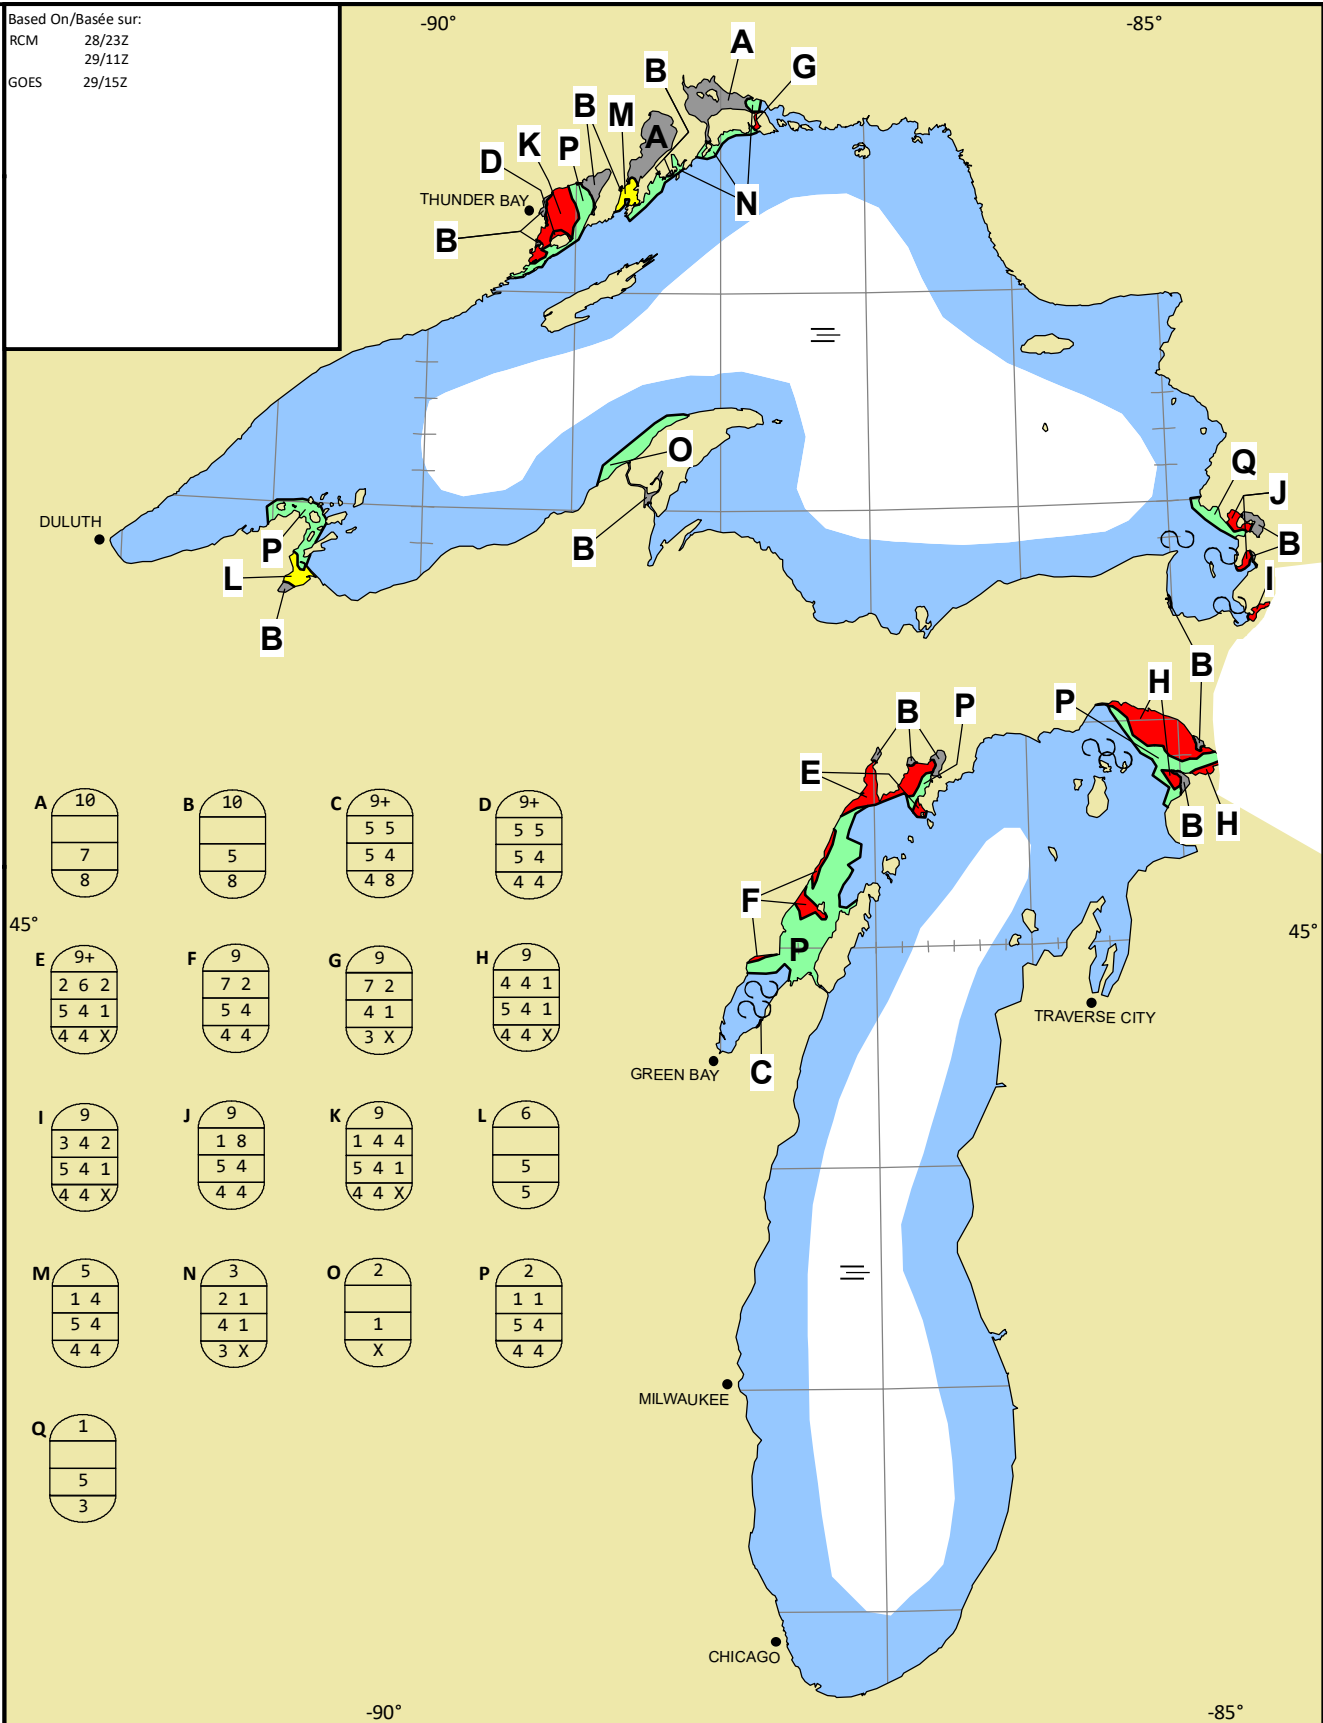 Based On/Basée sur:
RCM 28/23Z
29/11Z
GOES 29/15Z
-90°
-85°
A
B
G
B
M
A
K
P
D
THUNDER BAY
N
B
O
Q
J
DULUTH
P
B
B
L
I
B
B
H
P
B
P
E
B
H
F
P
C
TRAVERSE CITY
GREEN BAY
45°
45°
A 10
7
8
B 10
5
8
C 9+
5 5
5 4
4 8
D 9+
5 5
5 4
4 4
E 9+
2 6 2
5 4 1
4 4 X
F 9
7 2
5 4
4 4
G 9
7 2
4 1
3 X
H 9
4 4 1
5 4 1
4 4 X
I 9
3 4 2
5 4 1
4 4 X
J 9
1 8
5 4
4 4
K 9
1 4 4
5 4 1
4 4 X
L 6
5
5
M 5
1 4
5 4
4 4
N 3
2 1
4 1
3 X
O 2
1
X
P 2
1 1
5 4
4 4
Q 1
5
3
MILWAUKEE
CHICAGO
-90°
-85°